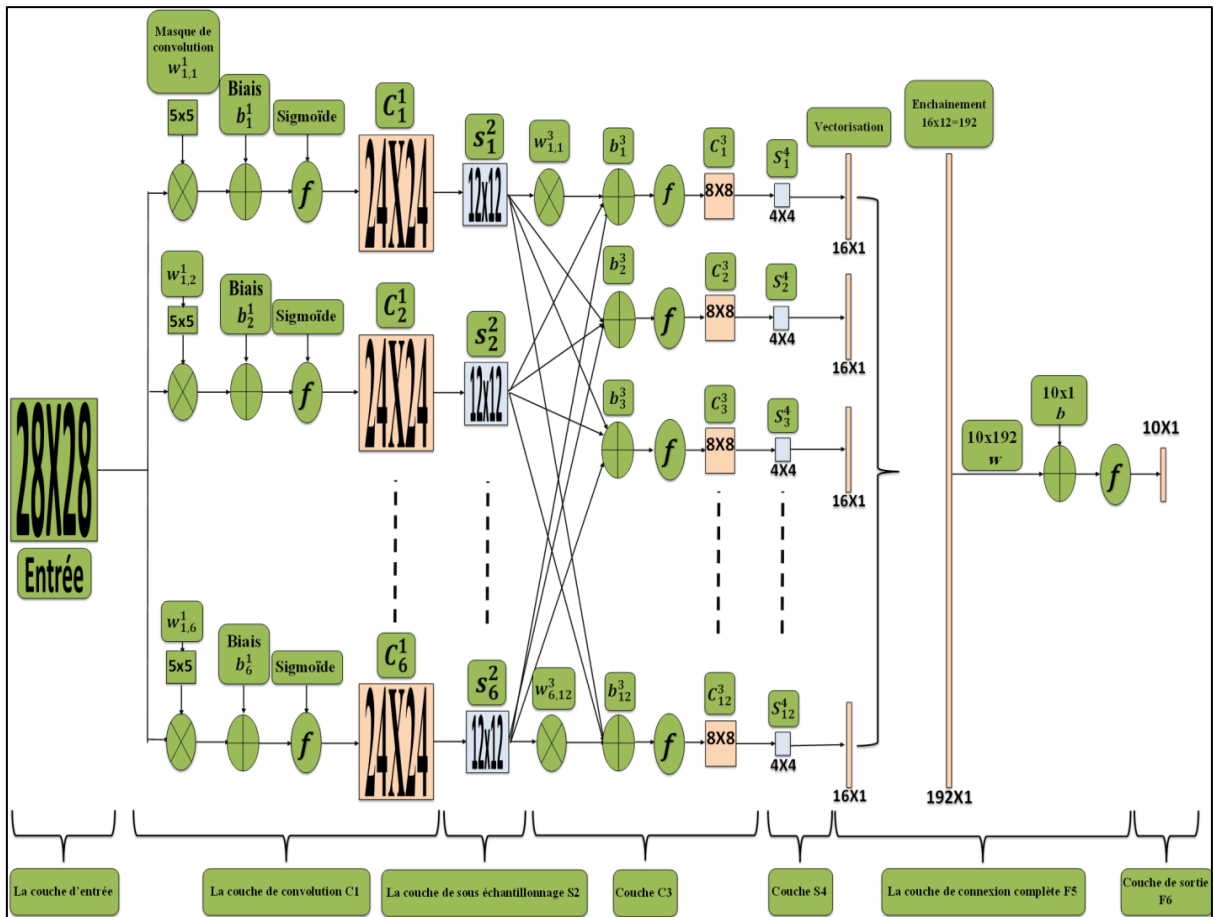 Masque de
convolution
w¹₁,₁
5x5
Biais
b¹₁
Sigmoïde
f
C¹₁
24X24
s²₁
12x12
w³₁,₁
b³₁
f
C³₁
8X8
S⁴₁
4X4
Vectorisation
16X1
Enchainement
16x12=192
w¹₁,₂
5x5
Biais
b¹₂
Sigmoïde
f
C¹₂
24X24
s²₂
12x12
b³₂
f
C³₂
8X8
S⁴₂
4X4
16X1
b³₃
f
C³₃
8X8
S⁴₃
4X4
16X1
28X28
Entrée
10x192
10x1
b
f
10X1
w¹₁,₆
5x5
Biais
b¹₆
Sigmoïde
f
C¹₆
24X24
s²₆
12x12
w³₆,₁₂
b³₁₂
f
C³₁₂
8X8
S⁴₁₂
4X4
16X1
192X1
La couche d'entrée
La couche de convolution C1
La couche de sous échantillonnage S2
Couche C3
Couche S4
La couche de connexion complète F5
Couche de sortie
F6